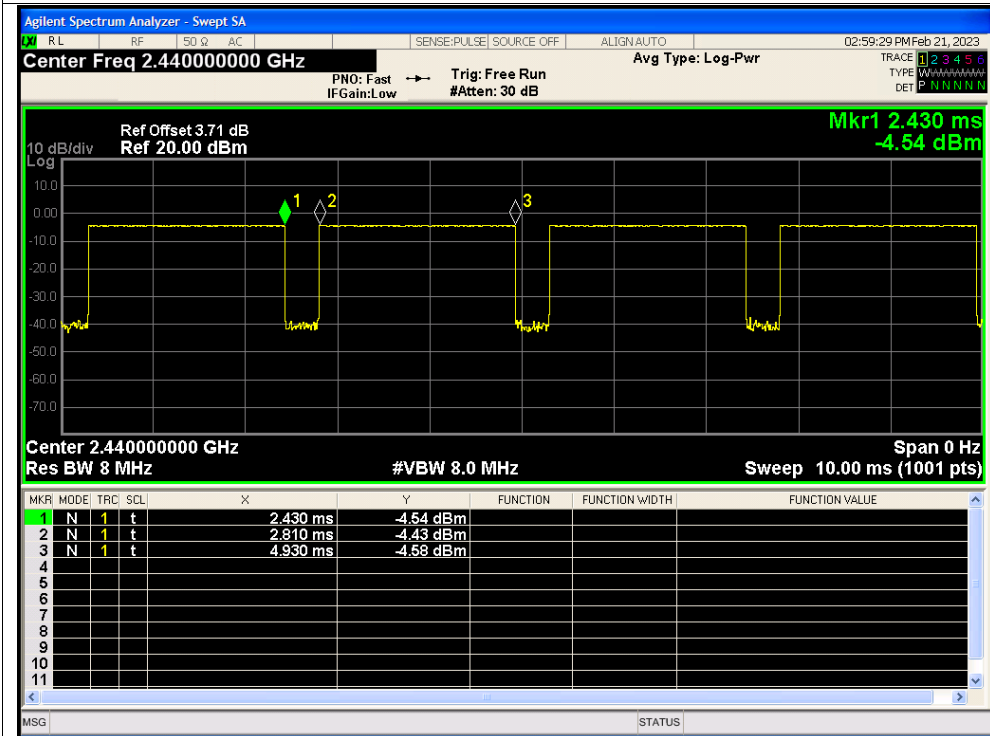 Agilent Spectrum Analyzer - Swept SA
LXI RL RF 50 Ω AC SENSE:PULSE SOURCE OFF ALIGNAUTO 02:59:29 PM Feb 21, 2023
Center Freq 2.440000000 GHz
PNO: Fast
IFGain:Low
Trig: Free Run
#Atten: 30 dB
Avg Type: Log-Pwr
TRACE 1 2 3 4 5 6
TYPE
DET P N N N N N
Mkr1 2.430 ms
-4.54 dBm
Ref Offset 3.71 dB
10 dB/div Ref 20.00 dBm
Log
10.0
0.00
-10.0
-20.0
-30.0
-40.0
-50.0
-60.0
-70.0
1
2
3
Center 2.440000000 GHz Span 0 Hz
Res BW 8 MHz #VBW 8.0 MHz Sweep 10.00 ms (1001 pts)
MKR MODE TRC SCL X Y FUNCTION FUNCTION WIDTH FUNCTION VALUE
1 N 1 t 2.430 ms -4.54 dBm
2 N 1 t 2.810 ms -4.43 dBm
3 N 1 t 4.930 ms -4.58 dBm
4
5
6
7
8
9
10
11
MSG STATUS